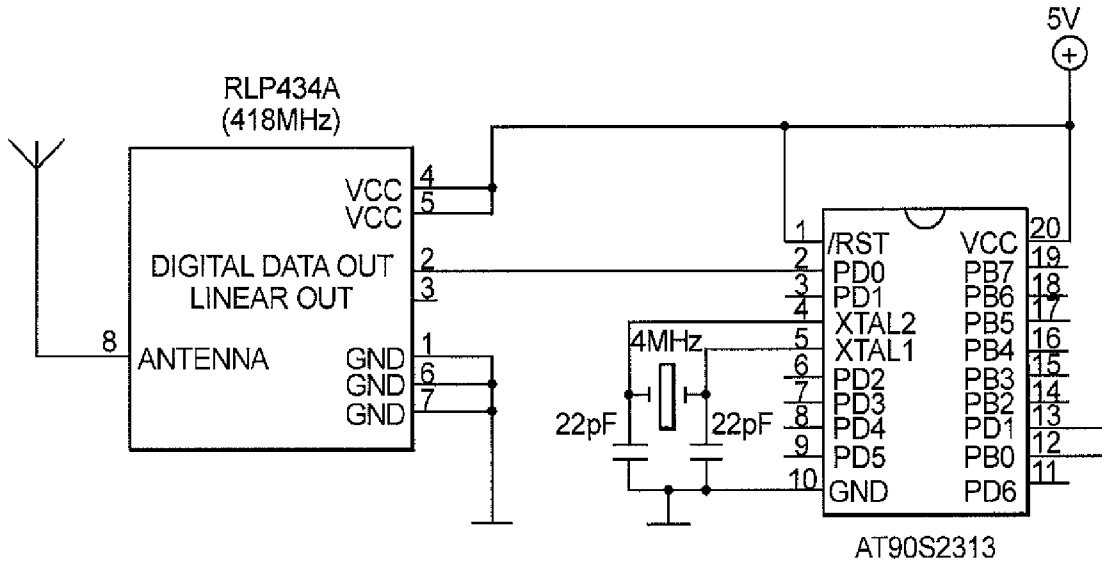 5V
RLP434A
(418MHz)
VCC 4
VCC 5
DIGITAL DATA OUT 2
LINEAR OUT 3
8 ANTENNA
GND 1
GND 6
GND 7
1 /RST
2 PD0
3 PD1
4 XTAL2
5 XTAL1
6 PD2
7 PD3
8 PD4
9 PD5
10 GND
VCC 20
PB7 19
PB6 18
PB5 17
PB4 16
PB3 15
PB2 14
PD1 13
PB0 12
PD6 11
4MHz
22pF
22pF
AT90S2313